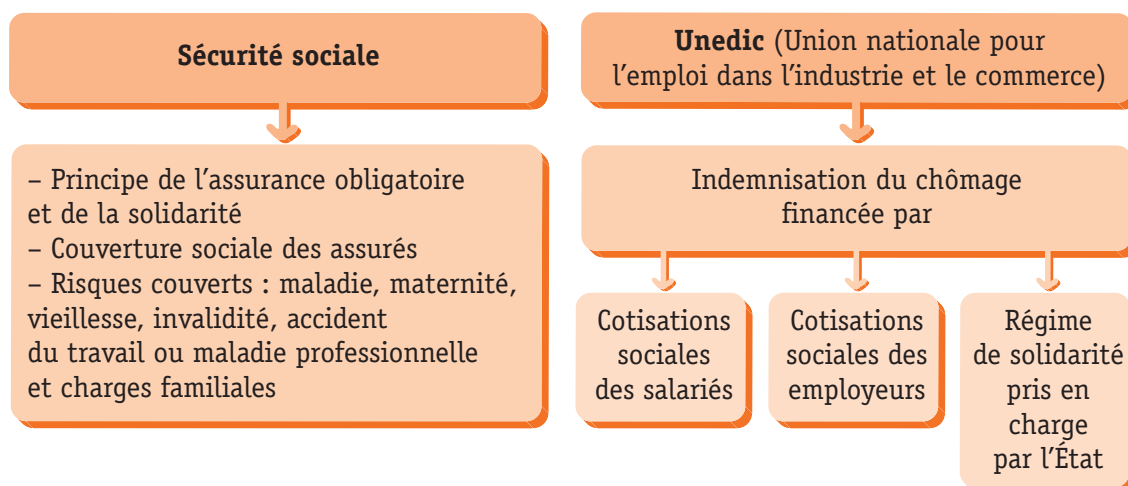 Sécurité sociale
– Principe de l'assurance obligatoire
et de la solidarité
– Couverture sociale des assurés
– Risques couverts : maladie, maternité,
vieillesse, invalidité, accident
du travail ou maladie professionnelle
et charges familiales
Unedic (Union nationale pour
l'emploi dans l'industrie et le commerce)
Indemnisation du chômage
financée par
Cotisations
sociales
des salariés
Cotisations
sociales des
employeurs
Régime
de solidarité
pris en
charge
par l'État